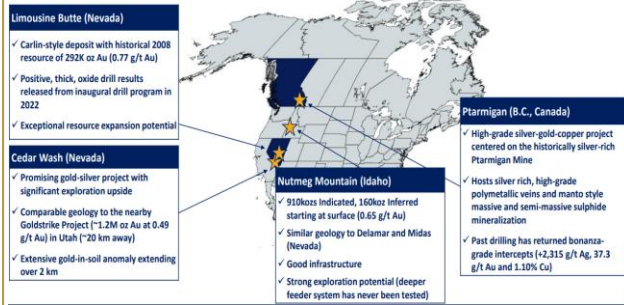 Limousine Butte (Nevada)
✓ Carlin-style deposit with historical 2008
resource of 292K oz Au (0.77 g/t Au)
✓ Positive, thick, oxide drill results
released from inaugural drill program in
2022
✓ Exceptional resource expansion potential
Cedar Wash (Nevada)
✓ Promising gold-silver project with
significant exploration upside
✓ Comparable geology to the nearby
Goldstrike Project (~1.2M oz Au at 0.49
g/t Au) in Utah (~20 km away)
✓ Extensive gold-in-soil anomaly extending
over 2 km
Nutmeg Mountain (Idaho)
✓ 910kozs Indicated, 160koz Inferred
starting at surface (0.65 g/t Au)
✓ Similar geology to Delamar and Midas
(Nevada)
✓ Good infrastructure
✓ Strong exploration potential (deeper
feeder system has never been tested)
Ptarmigan (B.C., Canada)
✓ High-grade silver-gold-copper project
centered on the historically silver-rich
Ptarmigan Mine
✓ Hosts silver rich, high-grade
polymetallic veins and manto style
massive and semi-massive sulphide
mineralization
✓ Past drilling has returned bonanza-
grade intercepts (+2,315 g/t Ag, 37.3
g/t Au and 1.10% Cu)